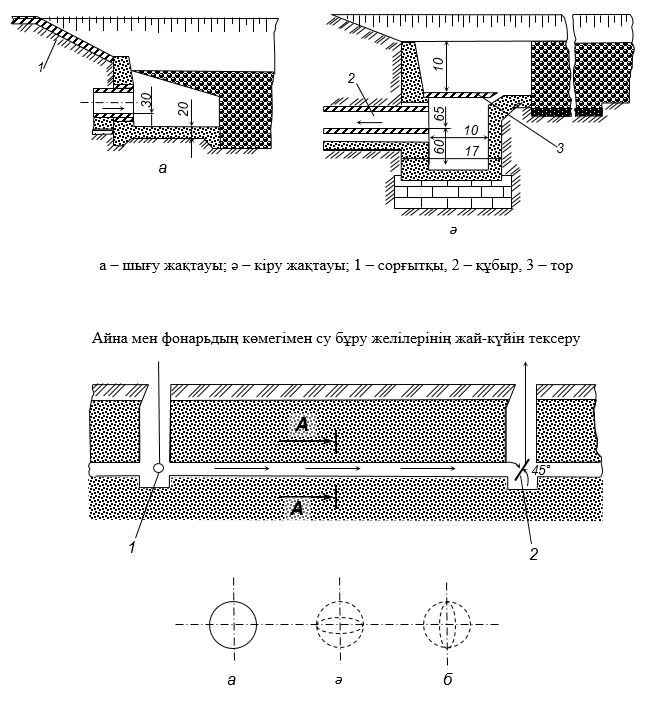 1
30
20
а
2
10
65
10
60
17
3
ә
а – шығу жақтауы; ә – кіру жақтауы; 1 – сорғытқы, 2 – құбыр, 3 – тор
Айна мен фонарьдың көмегімен су бұру желілерінің жай-күйін тексеру
А
45°
А
1
2
а
ә
б